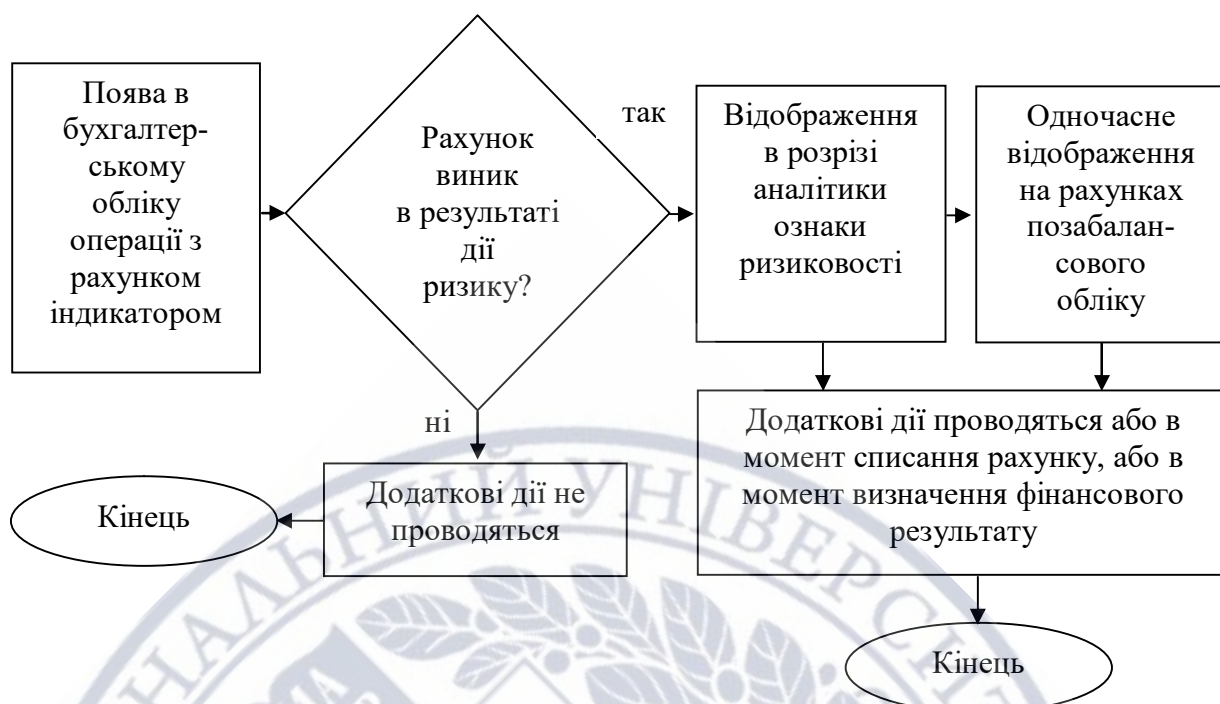 Поява в
бухгалтер-
ському
обліку
операції з
рахунком
індикатором
Рахунок
виник
в результаті
дії
ризику?
так
Відображення
в розрізі
аналітики
ознаки
ризиковості
Одночасне
відображення
на рахунках
позабалан-
сового
обліку
ні
Додаткові дії не
проводяться
Кінець
Додаткові дії проводяться або в
момент списання рахунку, або в
момент визначення фінансового
результату
Кінець